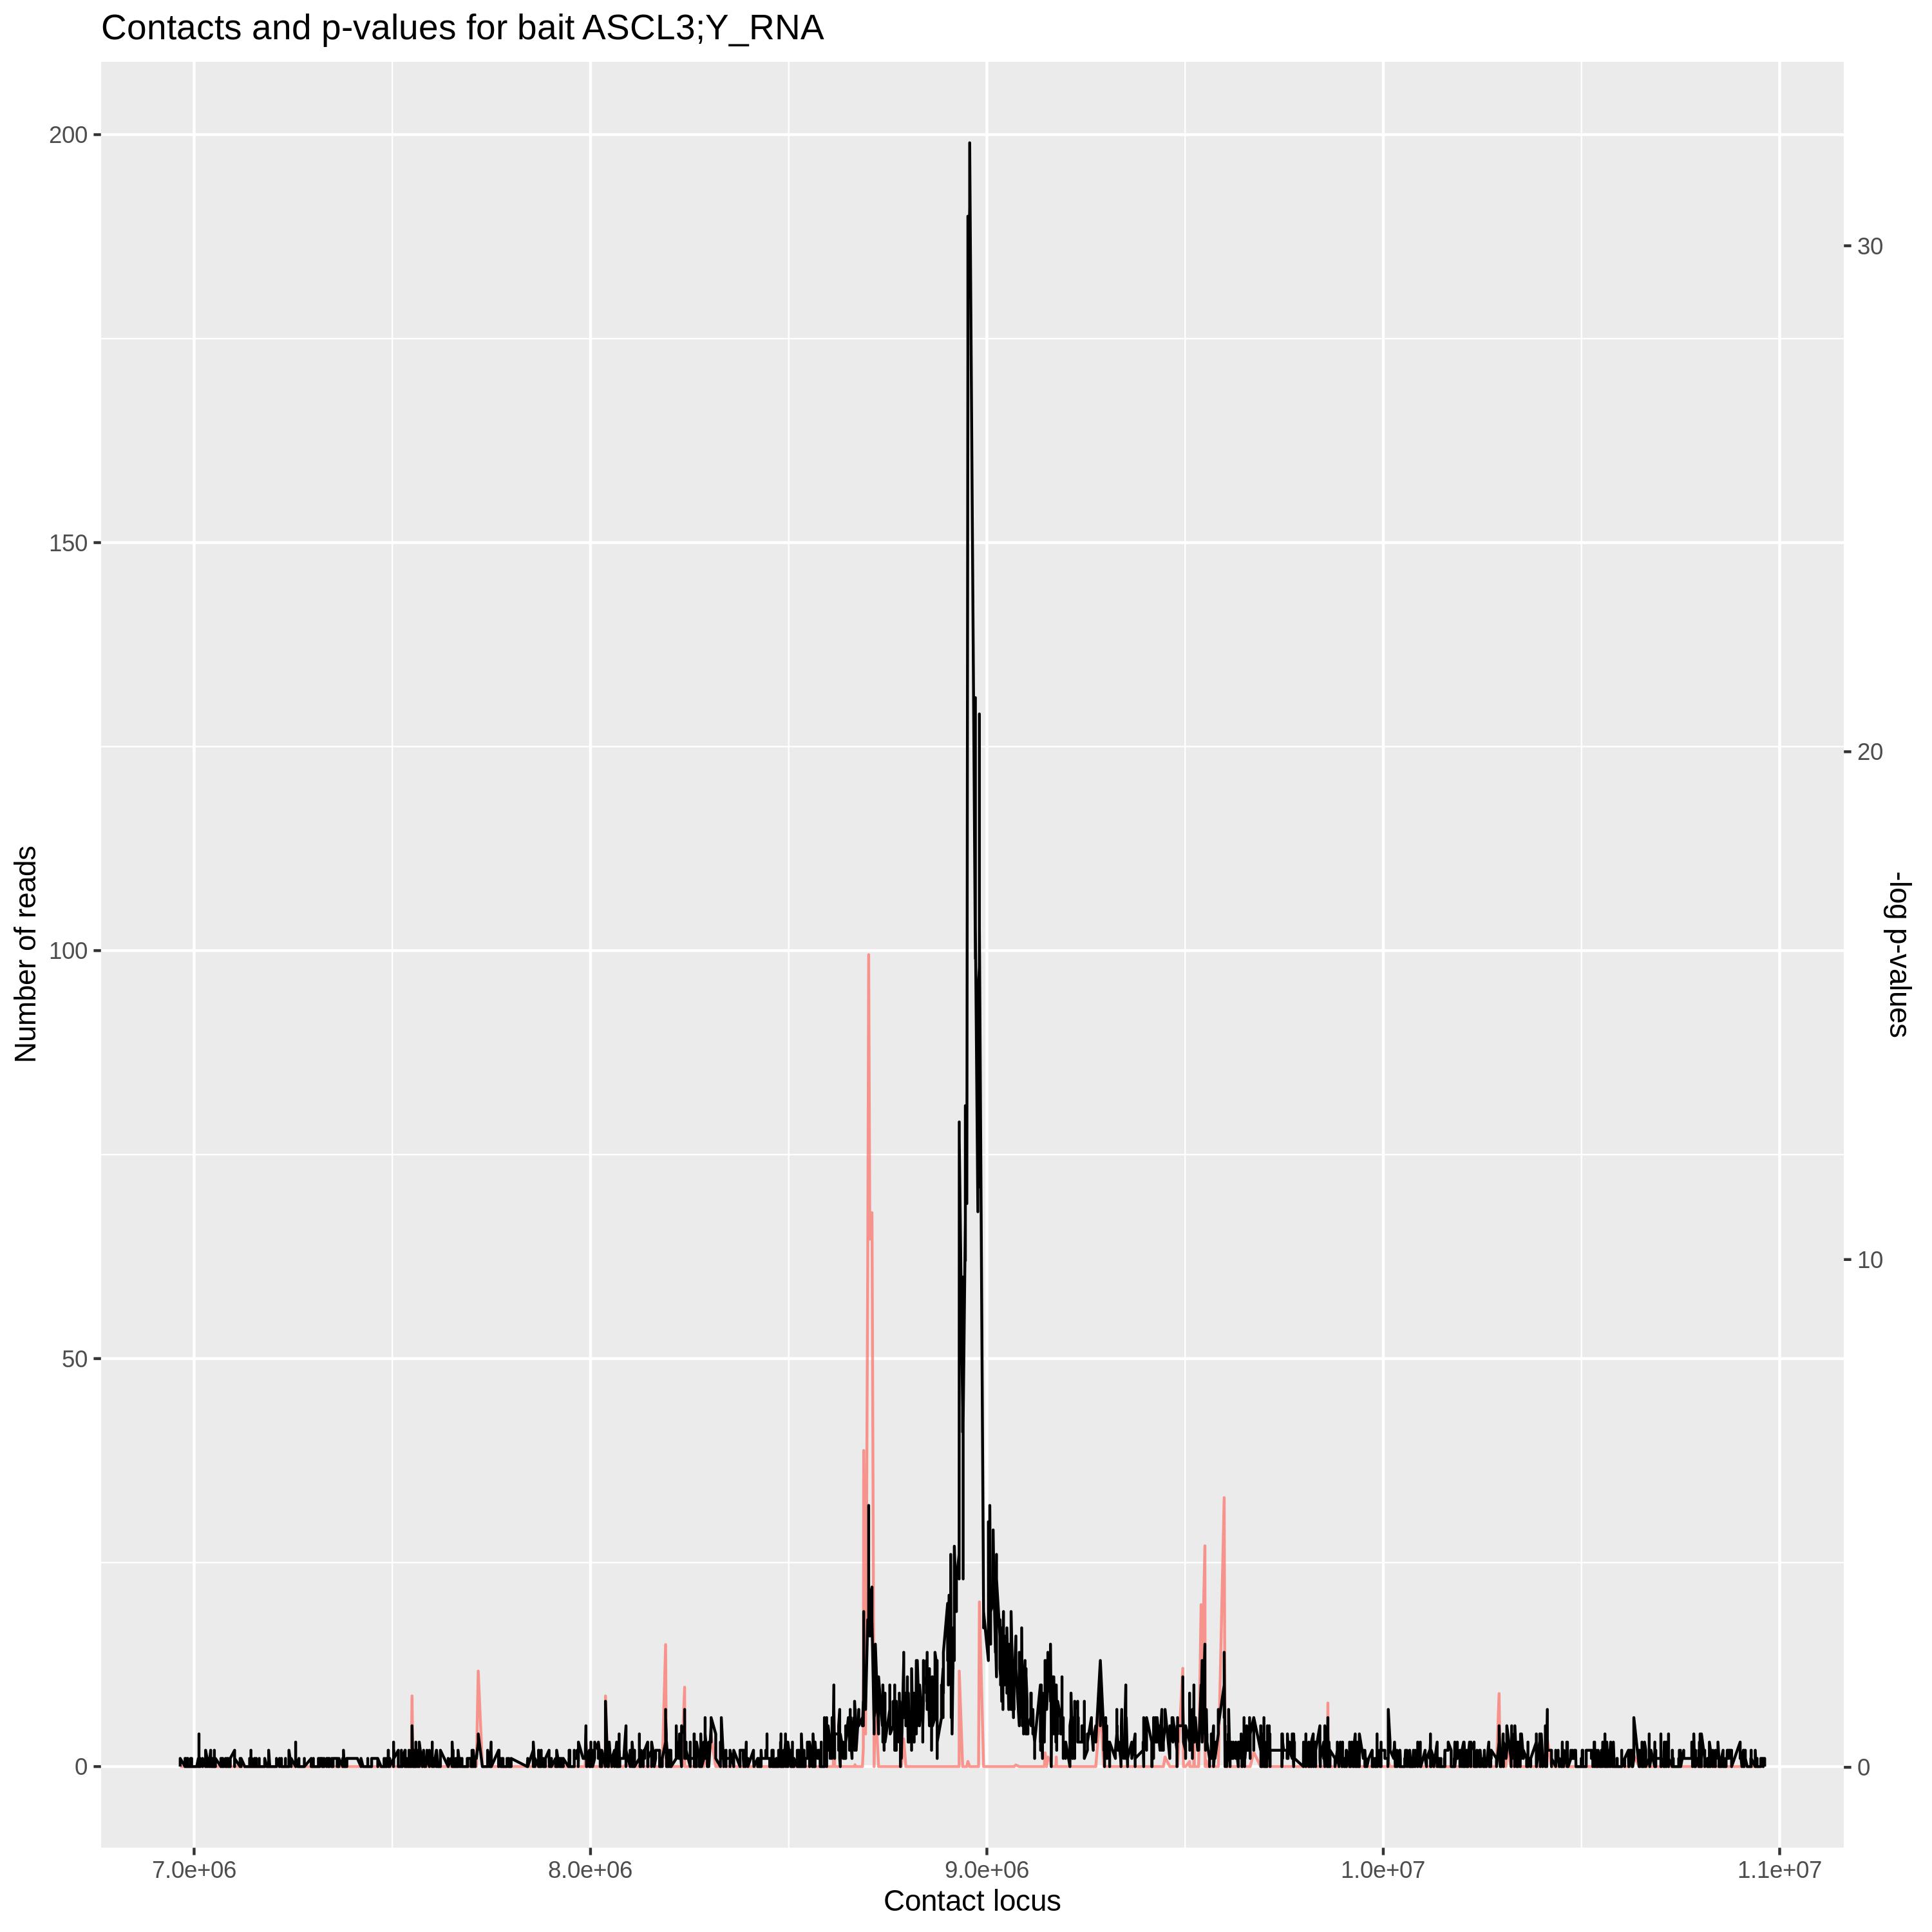 Contacts and p-values for bait ASCL3;Y_RNA
200
150
100
50
0
Number of reads
30
20
10
0
-log p-values
7.0e+06 8.0e+06 9.0e+06 1.0e+07 1.1e+07
Contact locus